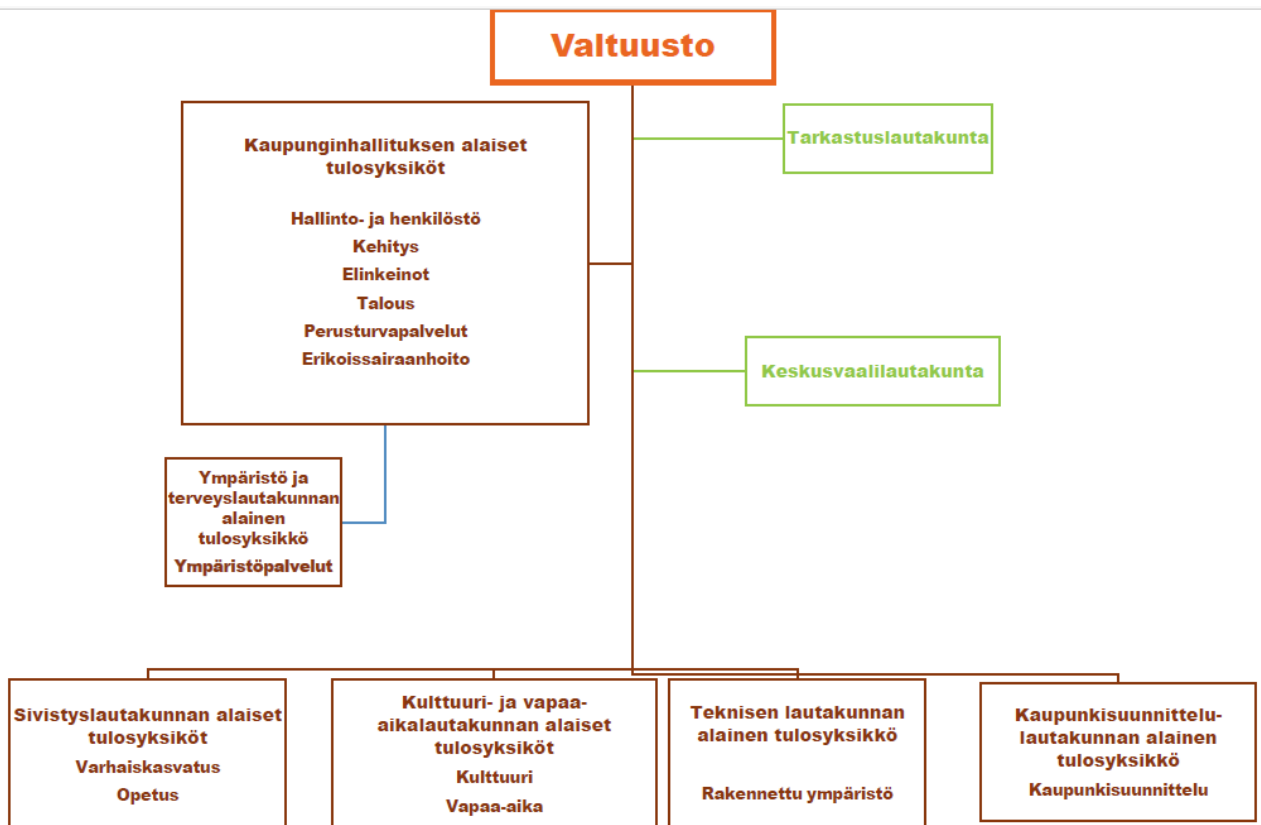 Valtuusto
Tarkastuslautakunta
Kaupunginhallituksen alaiset
tulosyksiköt
Hallinto- ja henkilöstö
Kehitys
Elinkeinot
Talous
Perusturvapalvelut
Erikoissairaanhoito
Keskusvaalilautakunta
Ympäristö ja
terveyslautakunnan
alainen
tulosyksikkö
Ympäristöpalvelut
Sivistyslautakunnan alaiset
tulosyksiköt
Varhaiskasvatus
Opetus
Kulttuuri- ja vapaa-
aikalautakunnan alaiset
tulosyksiköt
Kulttuuri
Vapaa-aika
Teknisen lautakunnan
alainen tulosyksikkö
Rakennettu ympäristö
Kaupunkisuunnittelu-
lautakunnan alainen
tulosyksikkö
Kaupunkisuunnittelu